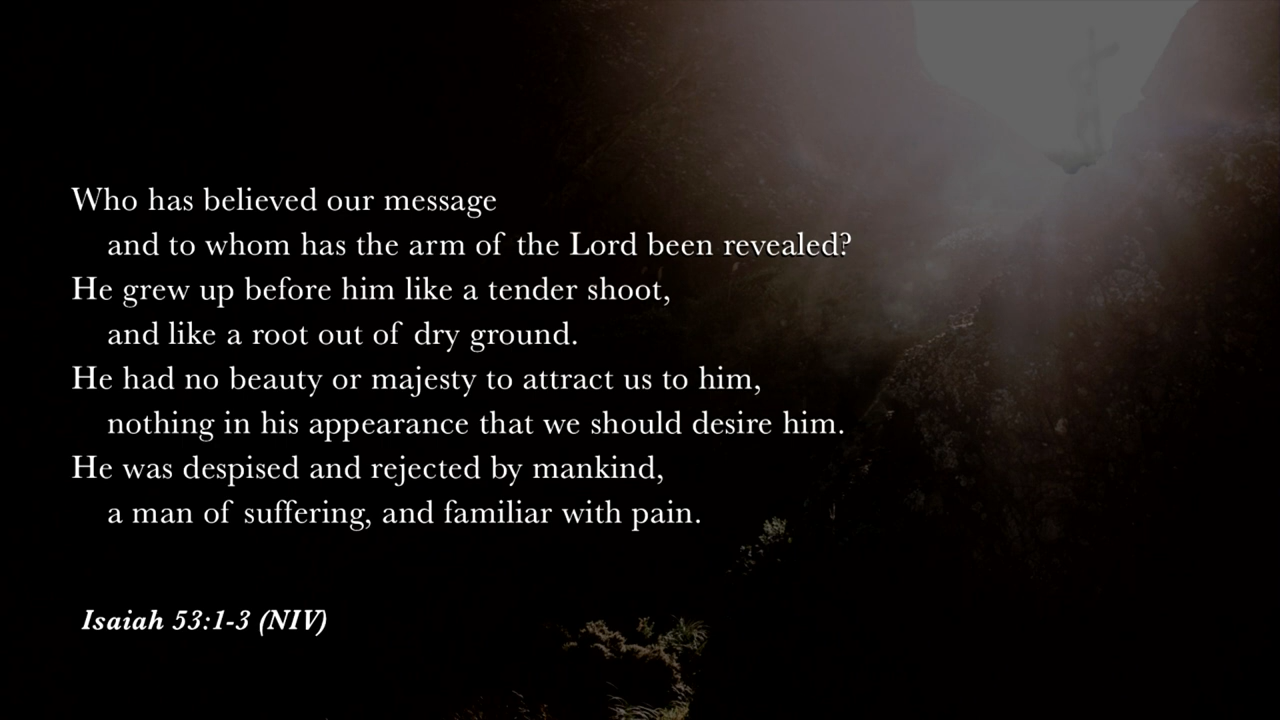 Who has believed our message
and to whom has the arm of the Lord been revealed?
He grew up before him like a tender shoot,
and like a root out of dry ground.
He had no beauty or majesty to attract us to him,
nothing in his appearance that we should desire him.
He was despised and rejected by mankind,
a man of suffering, and familiar with pain.
Isaiah 53:1-3 (NIV)